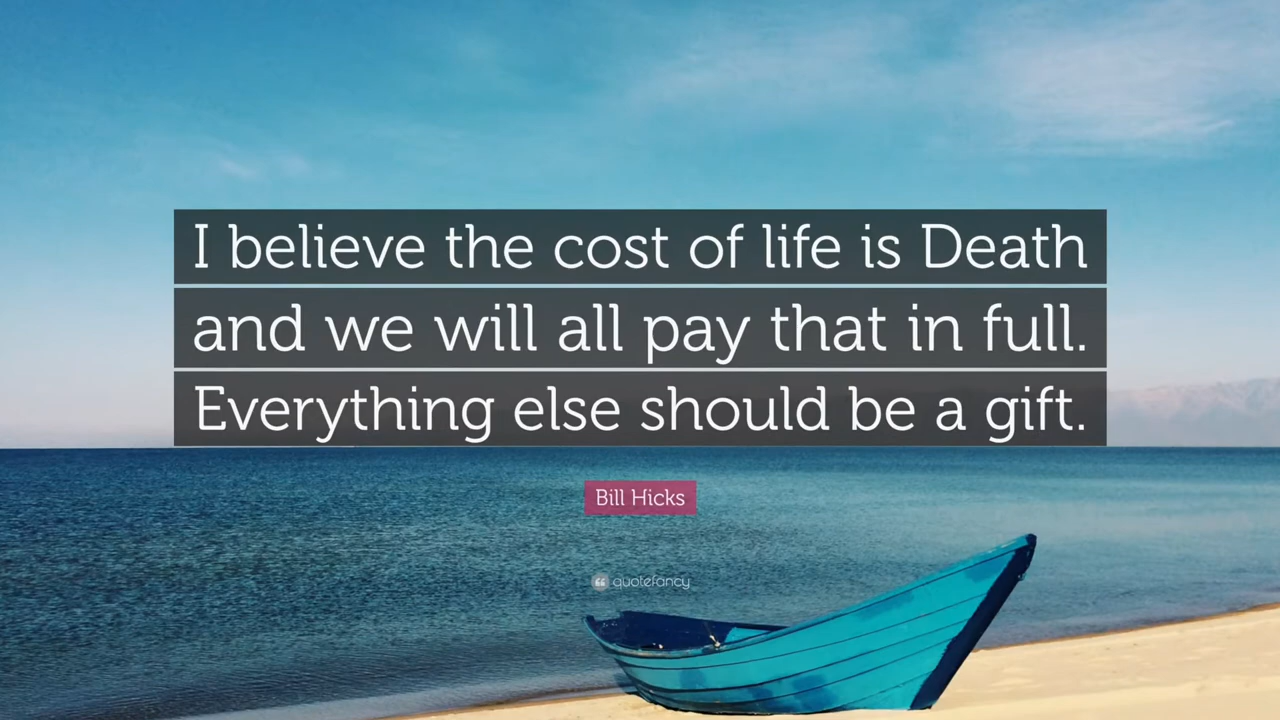 I believe the cost of life is Death
and we will all pay that in full.
Everything else should be a gift.
Bill Hicks
quotefancy